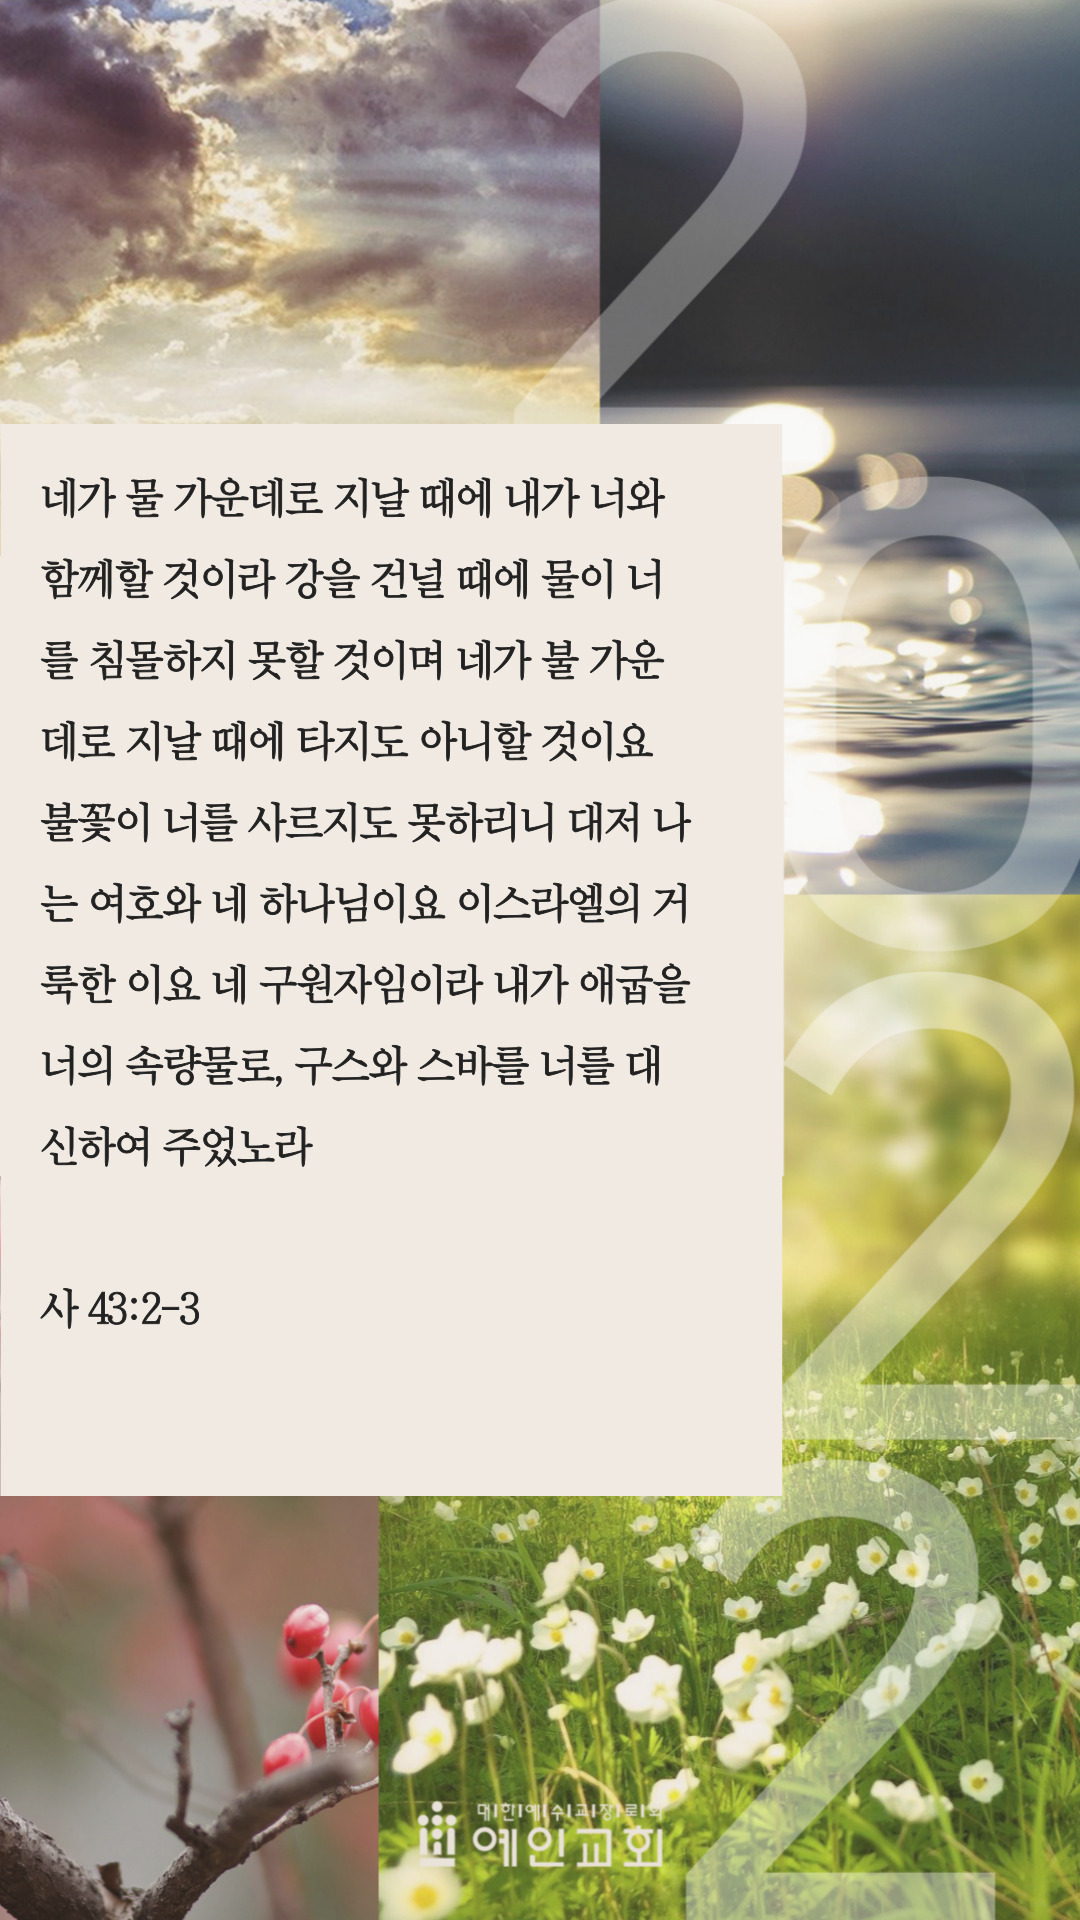 2
0
2
2
네가 물 가운데로 지날 때에 내가 너와
함께할 것이라 강을 건널 때에 물이 너
를 침몰하지 못할 것이며 네가 불 가운
데로 지날 때에 타지도 아니할 것이요
불꽃이 너를 사르지도 못하리니 대저 나
는 여호와 네 하나님이요 이스라엘의 거
룩한 이요 네 구원자임이라 내가 애굽을
너의 속량물로, 구스와 스바를 너를 대
신하여 주었노라
사 43:2-3
대한예수교장로회
예인교회